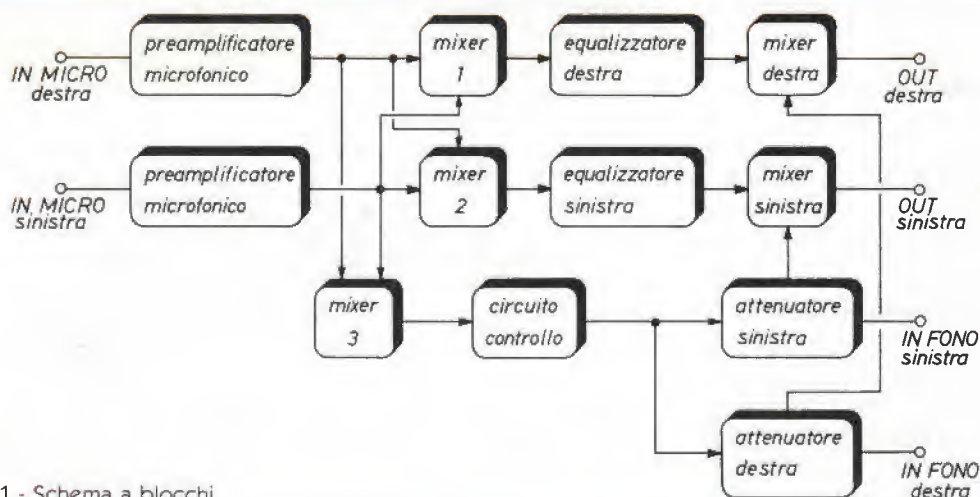 preamplificatore
microfonico
mixer
1
equalizzatore
destra
mixer
destra
IN MICRO
destra
OUT
destra
preamplificatore
microfonico
mixer
2
equalizzatore
sinistra
mixer
sinistra
IN MICRO
sinistra
OUT
sinistra
mixer
3
circuito
controllo
attenuatore
sinistra
IN FONO
sinistra
attenuatore
destra
IN FONO
destra
1 - Schema a blocchi